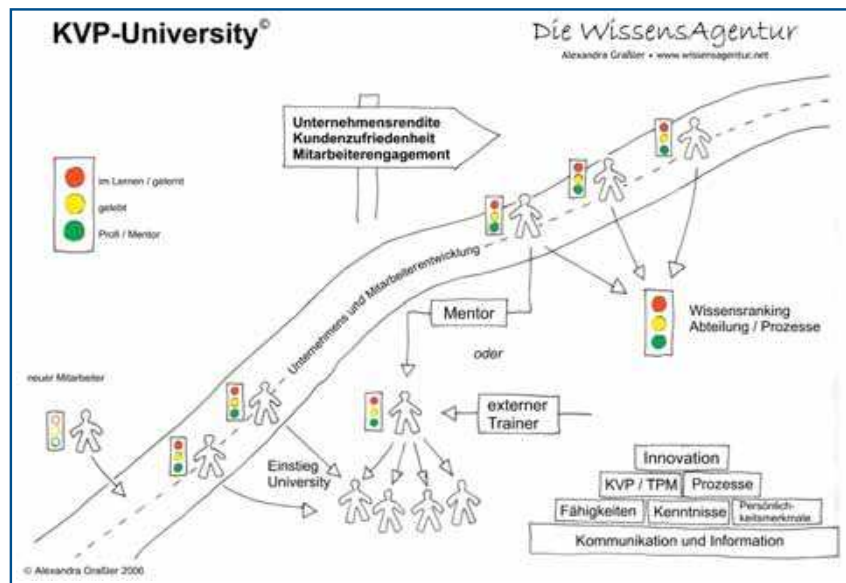 KVP-University©
Die WissensAgentur
Alexandra Graßler • www.wissensagentur.net
Unternehmensrendite
Kundenzufriedenheit
Mitarbeiterengagement
im Lernen / gelernt
gelebt
Profi / Mentor
Unternehmens und Mitarbeiterentwicklung
Mentor
Wissensranking
Abteilung / Prozesse
oder
neuer Mitarbeiter
externer
Trainer
Einstieg
University
Innovation
KVP / TPM
Prozesse
Fähigkeiten
Kenntnisse
Persönlich-
keitsmerkmale
Kommunikation und Information
© Alexandra Graßler 2006